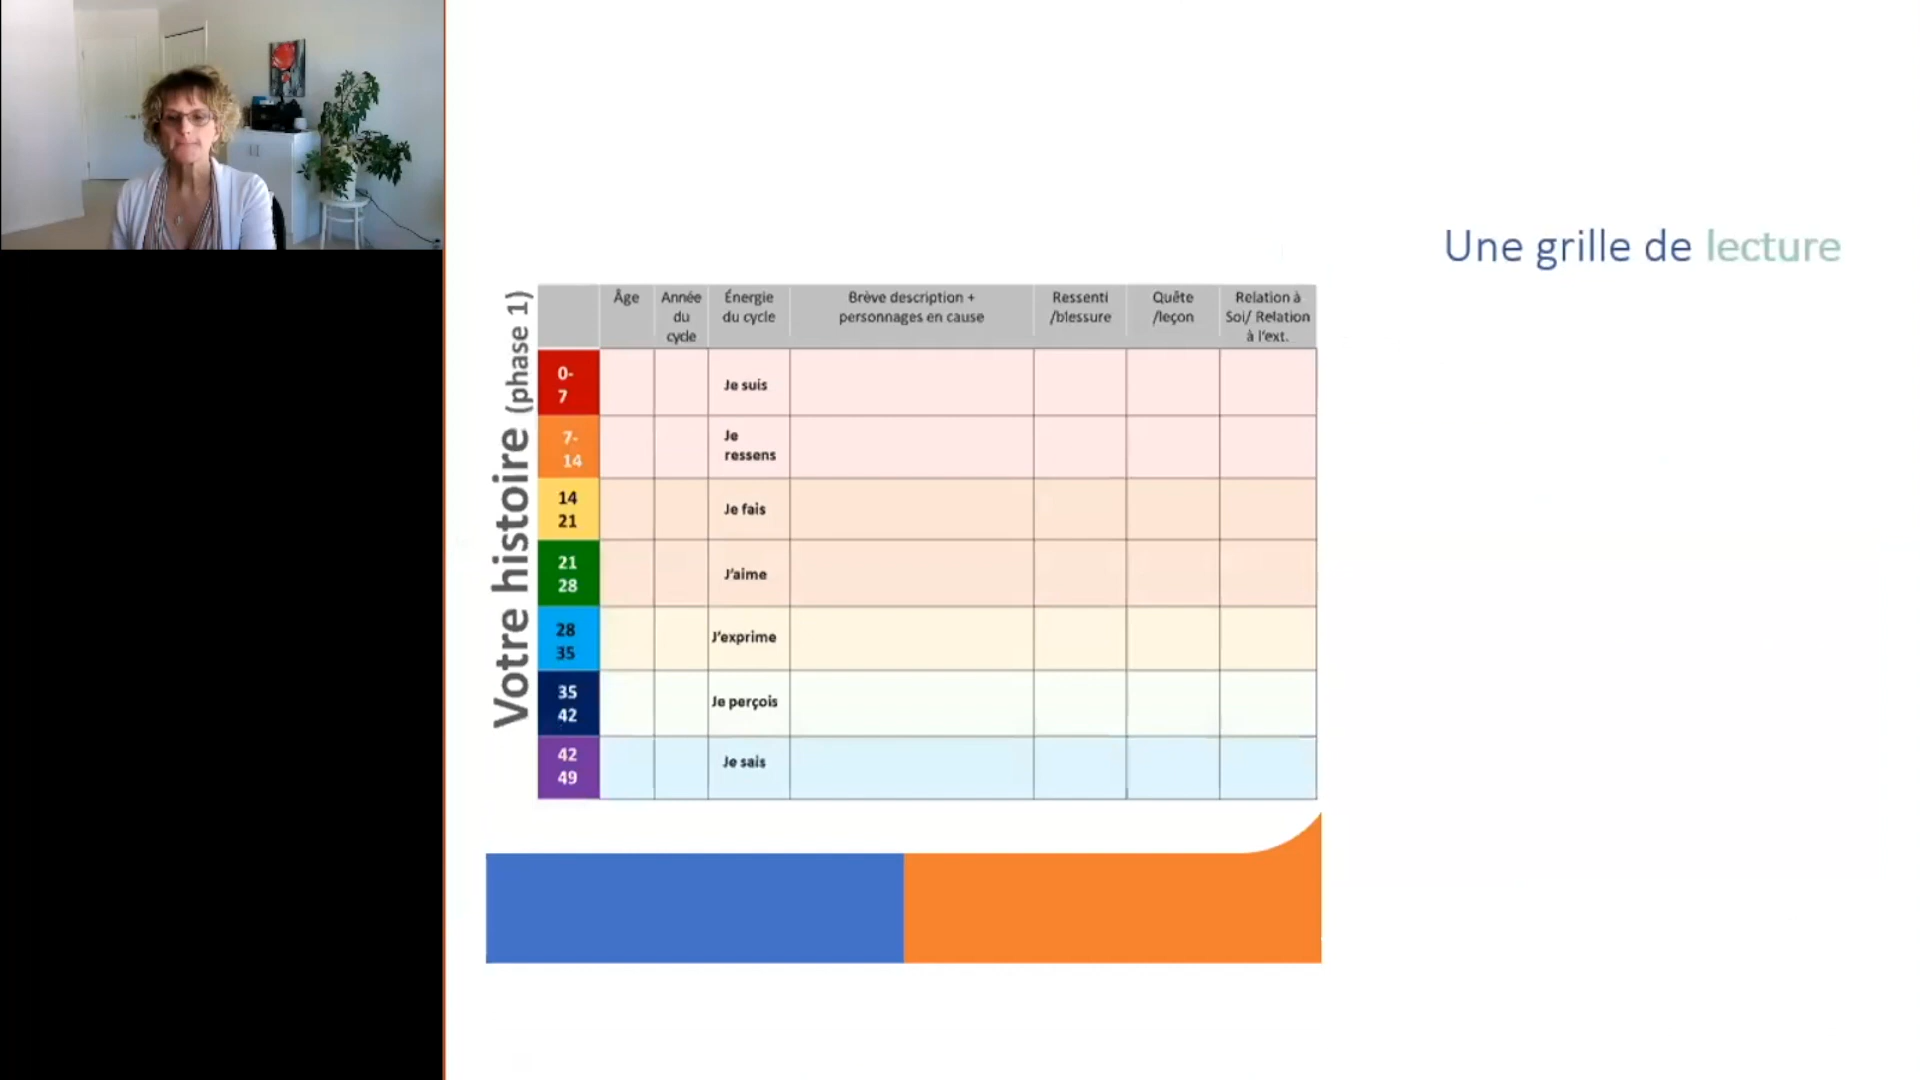 Une grille de lecture
Votre histoire (phase 1)
Âge
Année
du
cycle
Énergie
du cycle
Brève description +
personnages en cause
Ressenti
/blessure
Quête
/leçon
Relation à
Soi/ Relation
à l'ext.
0-
7
Je suis
7-
14
Je
ressens
14
21
Je fais
21
28
J'aime
28
35
J'exprime
35
42
Je perçois
42
49
Je sais